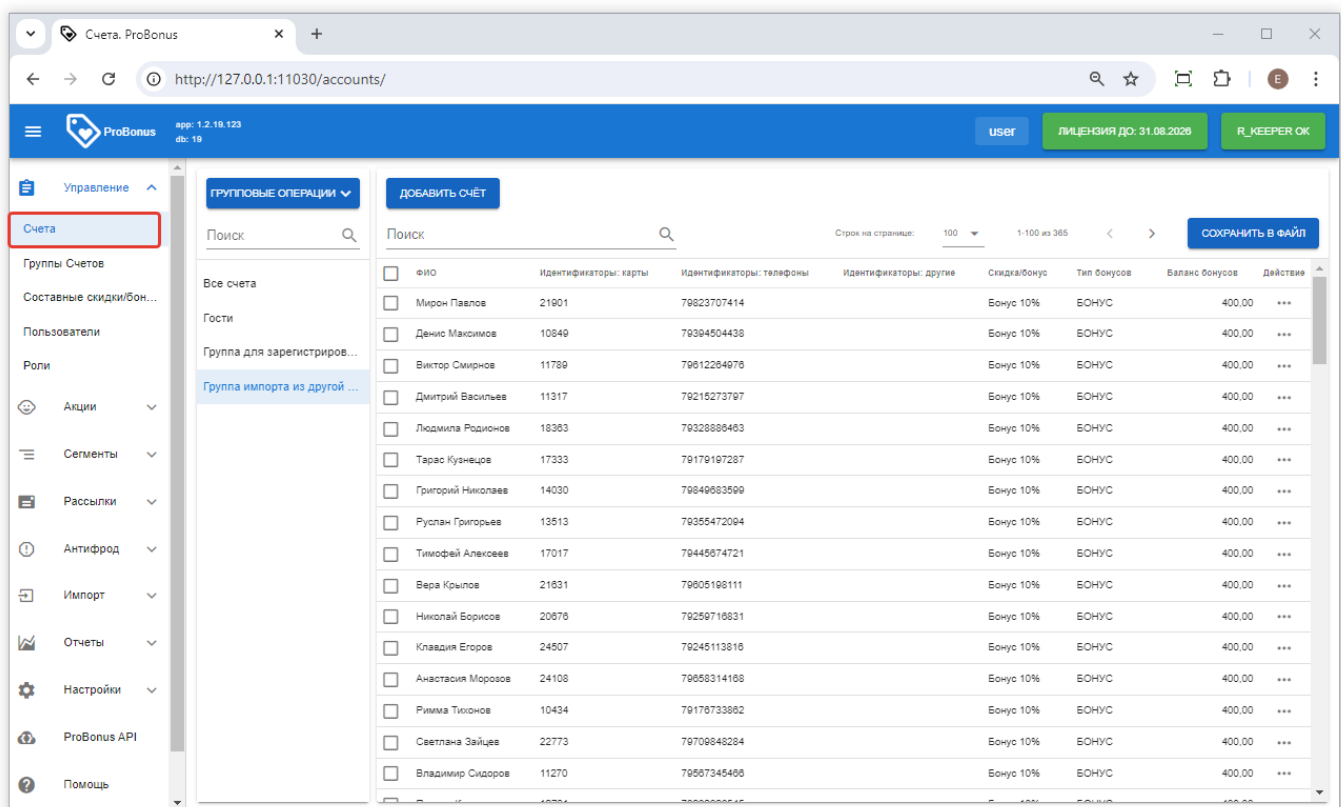 Счета. ProBonus
http://127.0.0.1:11030/accounts/
E
ProBonus
app: 1.2.19.123
db: 19
user
ЛИЦЕНЗИЯ ДО: 31.08.2026
R_KEEPER OK
Управление
Счета
Группы Счетов
Составные скидки/бон...
Пользователи
Роли
Акции
Сегменты
Рассылки
Антифрод
Импорт
Отчеты
Настройки
ProBonus API
Помощь
ГРУППОВЫЕ ОПЕРАЦИИ
Поиск
Все счета
Гости
Группа для зарегистриров...
Группа импорта из другой ...
ДОБАВИТЬ СЧЁТ
Поиск
Строк на странице: 100 1-100 из 365
СОХРАНИТЬ В ФАЙЛ
ФИО Идентификаторы: карты Идентификаторы: телефоны Идентификаторы: другие Скидка/бонус Тип бонусов Баланс бонусов Действие
Мирон Павлов 21901 79823707414 Бонус 10% БОНУС 400,00
Денис Максимов 10849 79394504438 Бонус 10% БОНУС 400,00
Виктор Смирнов 11789 79612264976 Бонус 10% БОНУС 400,00
Дмитрий Васильев 11317 79215273797 Бонус 10% БОНУС 400,00
Людмила Родионов 18363 79328886463 Бонус 10% БОНУС 400,00
Тарас Кузнецов 17333 79179197287 Бонус 10% БОНУС 400,00
Григорий Николаев 14030 79849683599 Бонус 10% БОНУС 400,00
Руслан Григорьев 13513 79355472094 Бонус 10% БОНУС 400,00
Тимофей Алексеев 17017 79445674721 Бонус 10% БОНУС 400,00
Вера Крылов 21631 79605198111 Бонус 10% БОНУС 400,00
Николай Борисов 20676 79259716831 Бонус 10% БОНУС 400,00
Клавдия Егоров 24507 79245113816 Бонус 10% БОНУС 400,00
Анастасия Морозов 24108 79658314168 Бонус 10% БОНУС 400,00
Римма Тихонов 10434 79176733862 Бонус 10% БОНУС 400,00
Светлана Зайцев 22773 79709848284 Бонус 10% БОНУС 400,00
Владимир Сидоров 11270 79567345466 Бонус 10% БОНУС 400,00